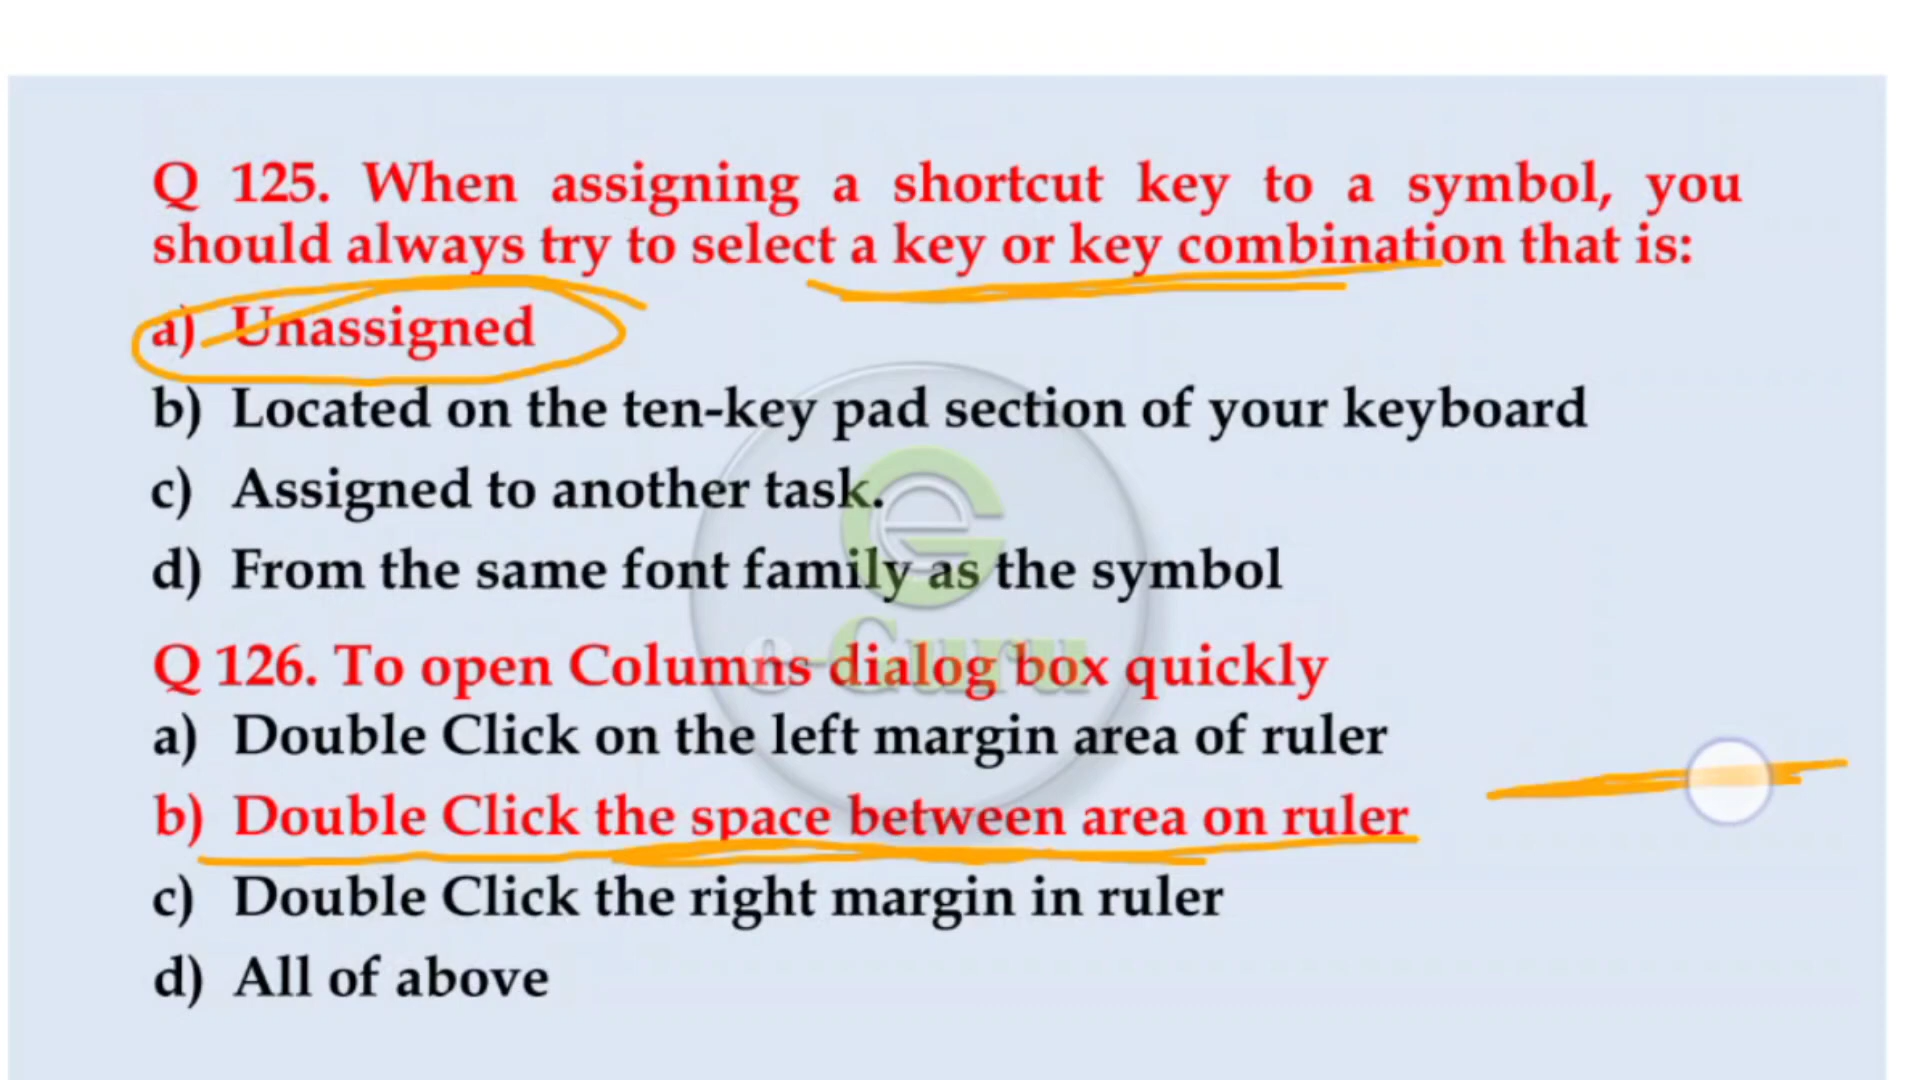 Q 125. When assigning a shortcut key to a symbol, you
should always try to select a key or key combination that is:
a) Unassigned
b) Located on the ten-key pad section of your keyboard
c) Assigned to another task.
d) From the same font family as the symbol
e-Guru
Q 126. To open Columns dialog box quickly
a) Double Click on the left margin area of ruler
b) Double Click the space between area on ruler
c) Double Click the right margin in ruler
d) All of above